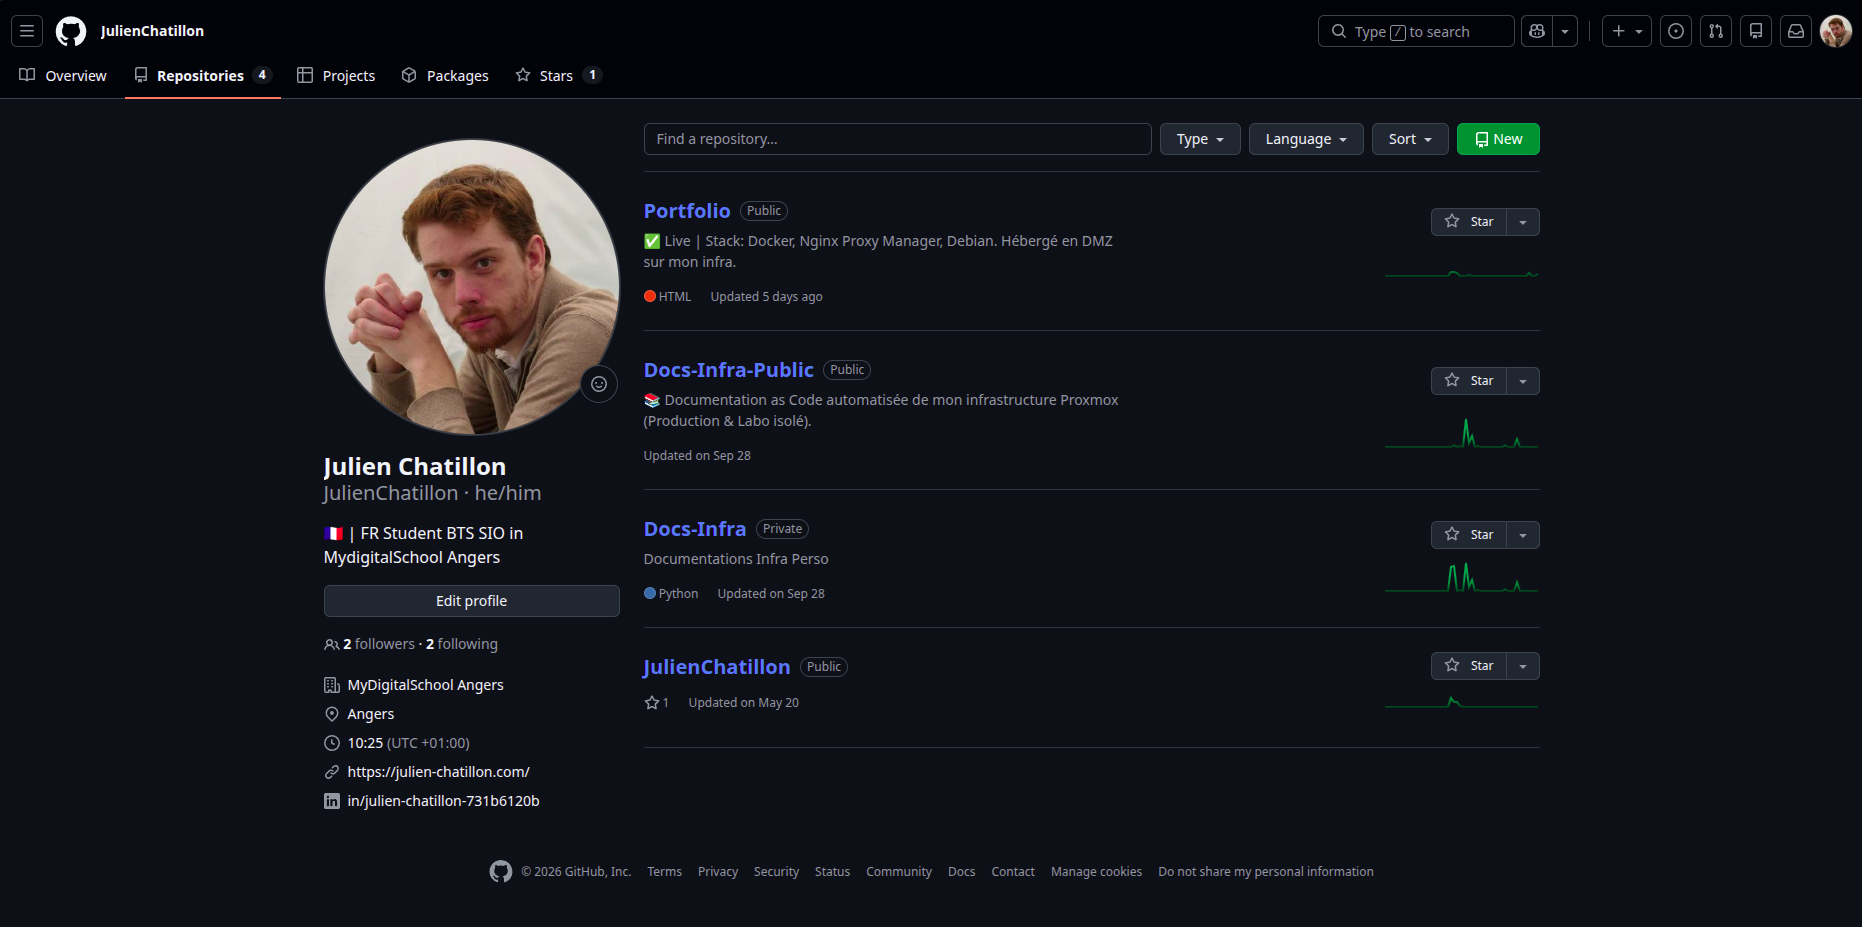 JulienChatillon
Type / to search
Overview
Repositories 4
Projects
Packages
Stars 1
Find a repository...
Type
Language
Sort
New
Julien Chatillon
JulienChatillon · he/him
🇫🇷 | FR Student BTS SIO in
MydigitalSchool Angers
Edit profile
2 followers · 2 following
MyDigitalSchool Angers
Angers
10:25 (UTC +01:00)
https://julien-chatillon.com/
in/julien-chatillon-731b6120b
Portfolio Public
Star
✅ Live | Stack: Docker, Nginx Proxy Manager, Debian. Hébergé en DMZ
sur mon infra.
HTML Updated 5 days ago
Docs-Infra-Public Public
Star
📚 Documentation as Code automatisée de mon infrastructure Proxmox
(Production & Labo isolé).
Updated on Sep 28
Docs-Infra Private
Star
Documentations Infra Perso
Python Updated on Sep 28
JulienChatillon Public
Star
1 Updated on May 20
© 2026 GitHub, Inc. Terms Privacy Security Status Community Docs Contact Manage cookies Do not share my personal information